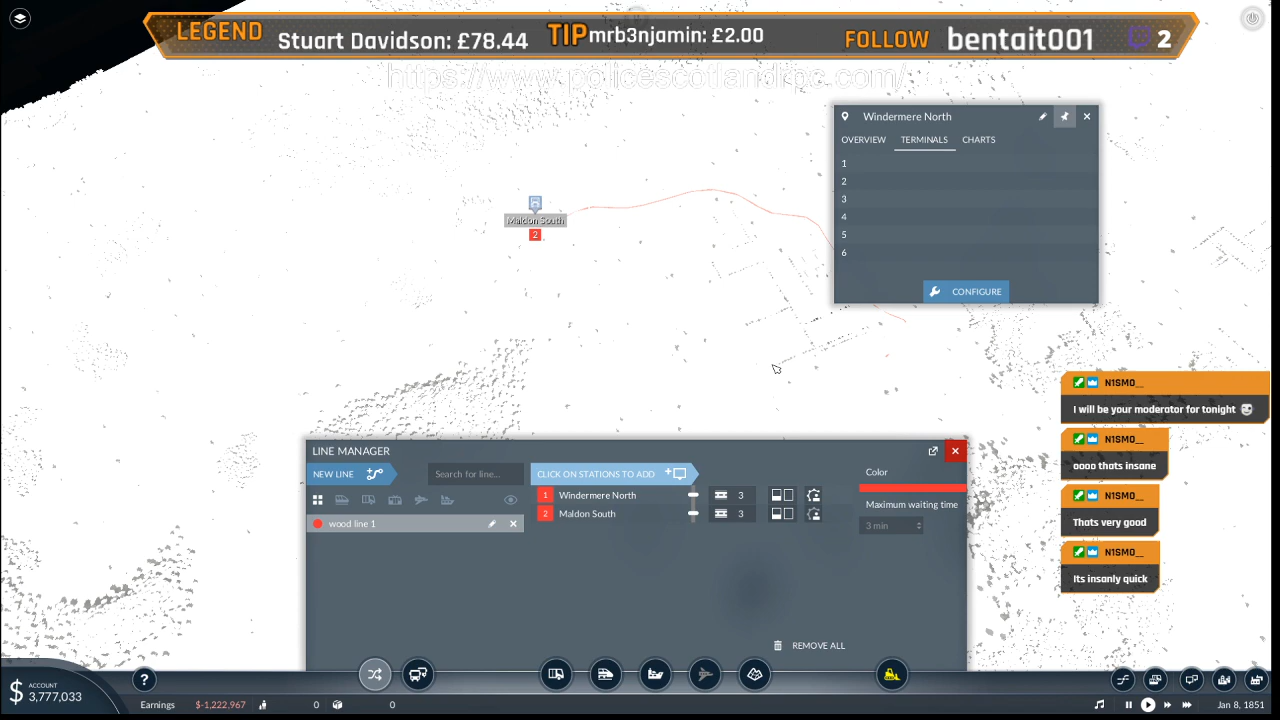 LEGEND Stuart Davidson: £78.44 TIP mrb3njamin: £2.00 FOLLOW bentait001 2
https://www.policescotlandrpc.com/
Windermere North
OVERVIEW TERMINALS CHARTS
1
2
3
4
5
6
CONFIGURE
Maldon South
2
N1SMO__
I will be your moderator for tonight
N1SMO__
oooo thats insane
N1SMO__
Thats very good
N1SMO__
Its insanly quick
LINE MANAGER
NEW LINE Search for line... CLICK ON STATIONS TO ADD
Color
1 Windermere North 3
Maximum waiting time
2 Maldon South 3
wood line 1
3 min
REMOVE ALL
$ ACCOUNT
3,777,033
?
Earnings $-1,222,967 0 0
Jan 8, 1851